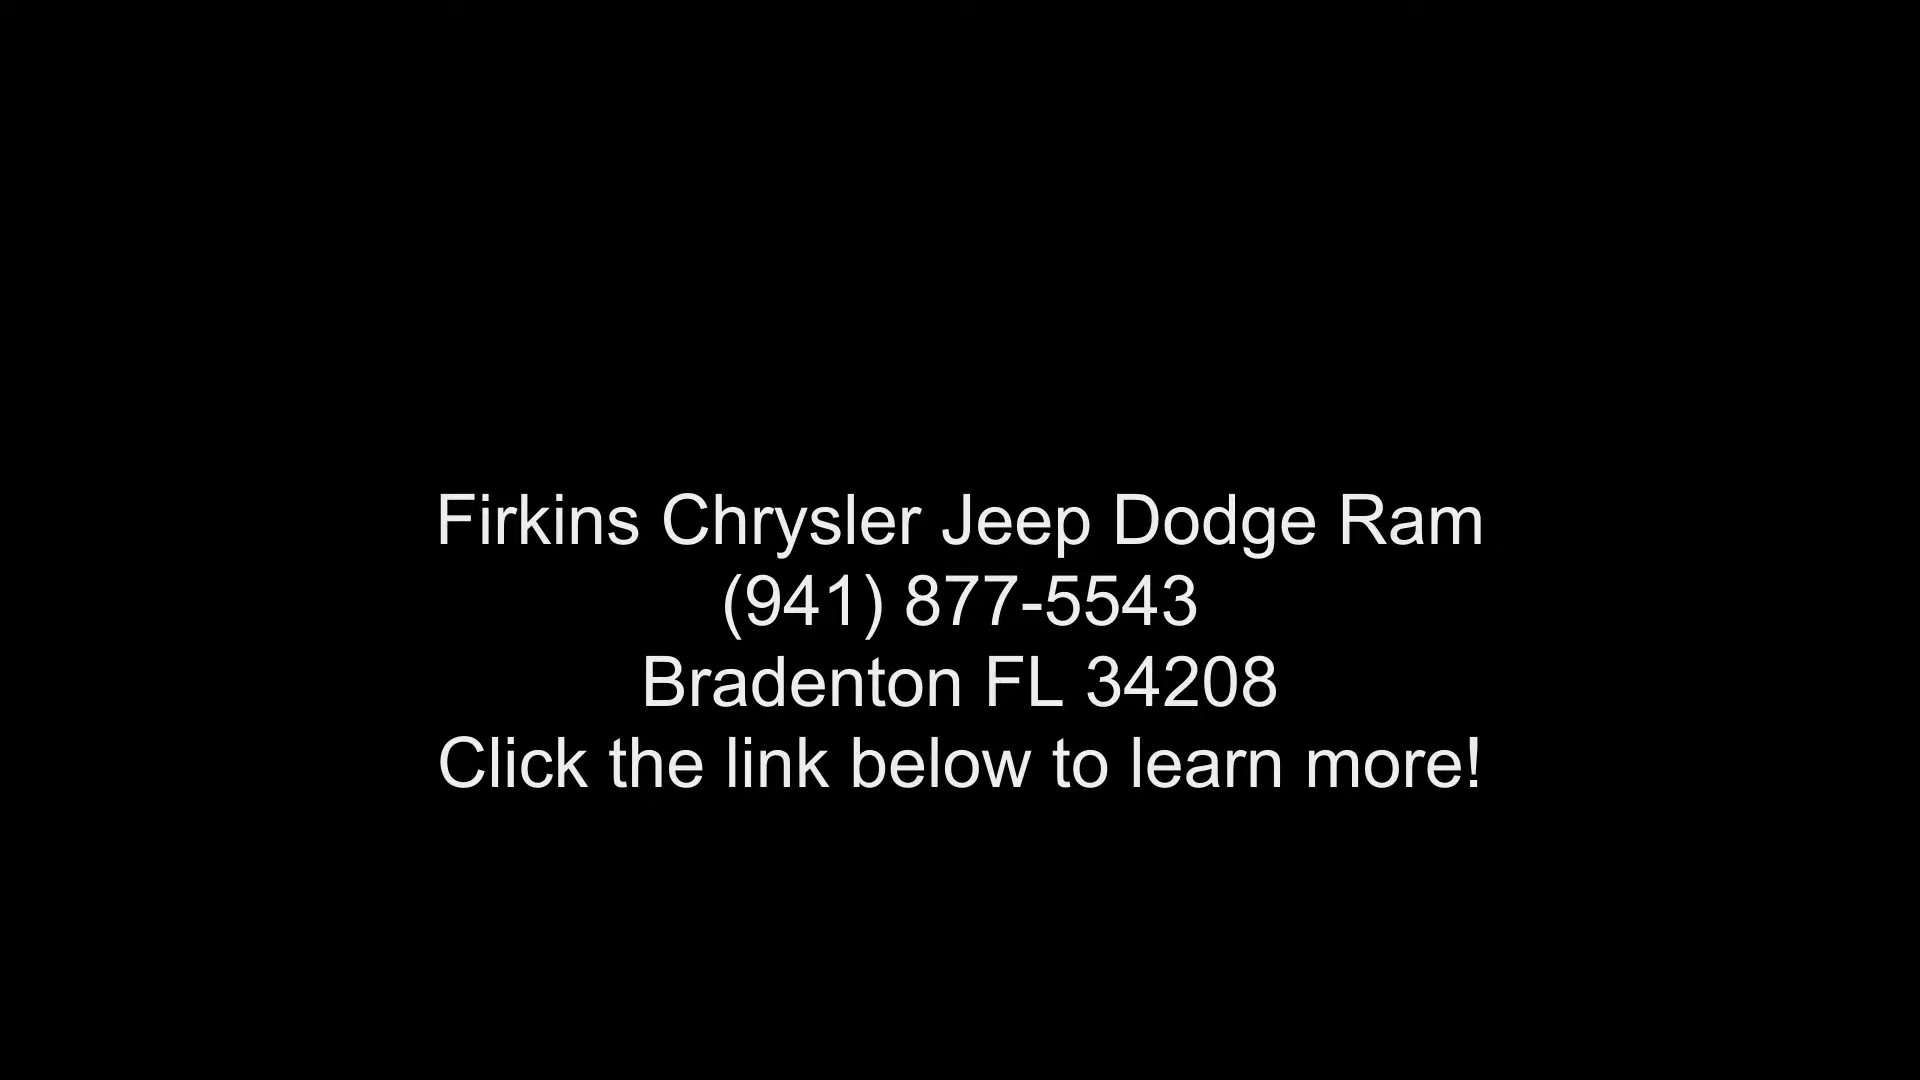 Firkins Chrysler Jeep Dodge Ram
(941) 877-5543
Bradenton FL 34208
Click the link below to learn more!